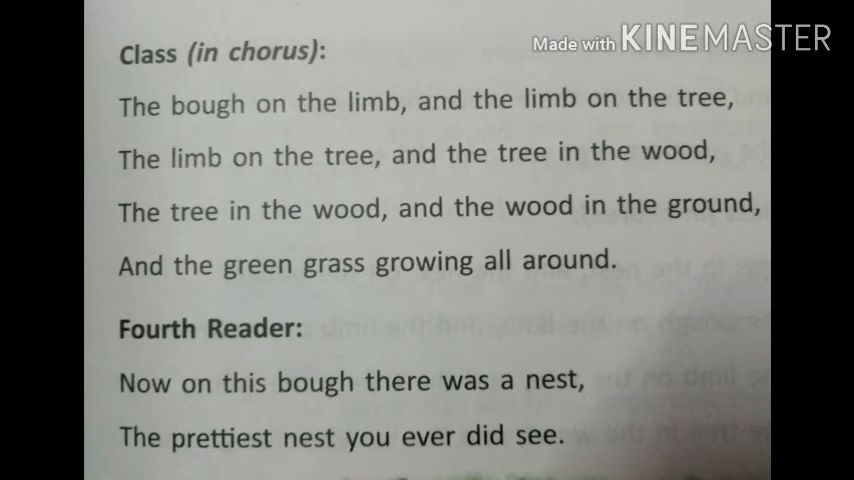 Made with KINEMASTER
Class (in chorus):
The bough on the limb, and the limb on the tree,
The limb on the tree, and the tree in the wood,
The tree in the wood, and the wood in the ground,
And the green grass growing all around.
Fourth Reader:
Now on this bough there was a nest,
The prettiest nest you ever did see.